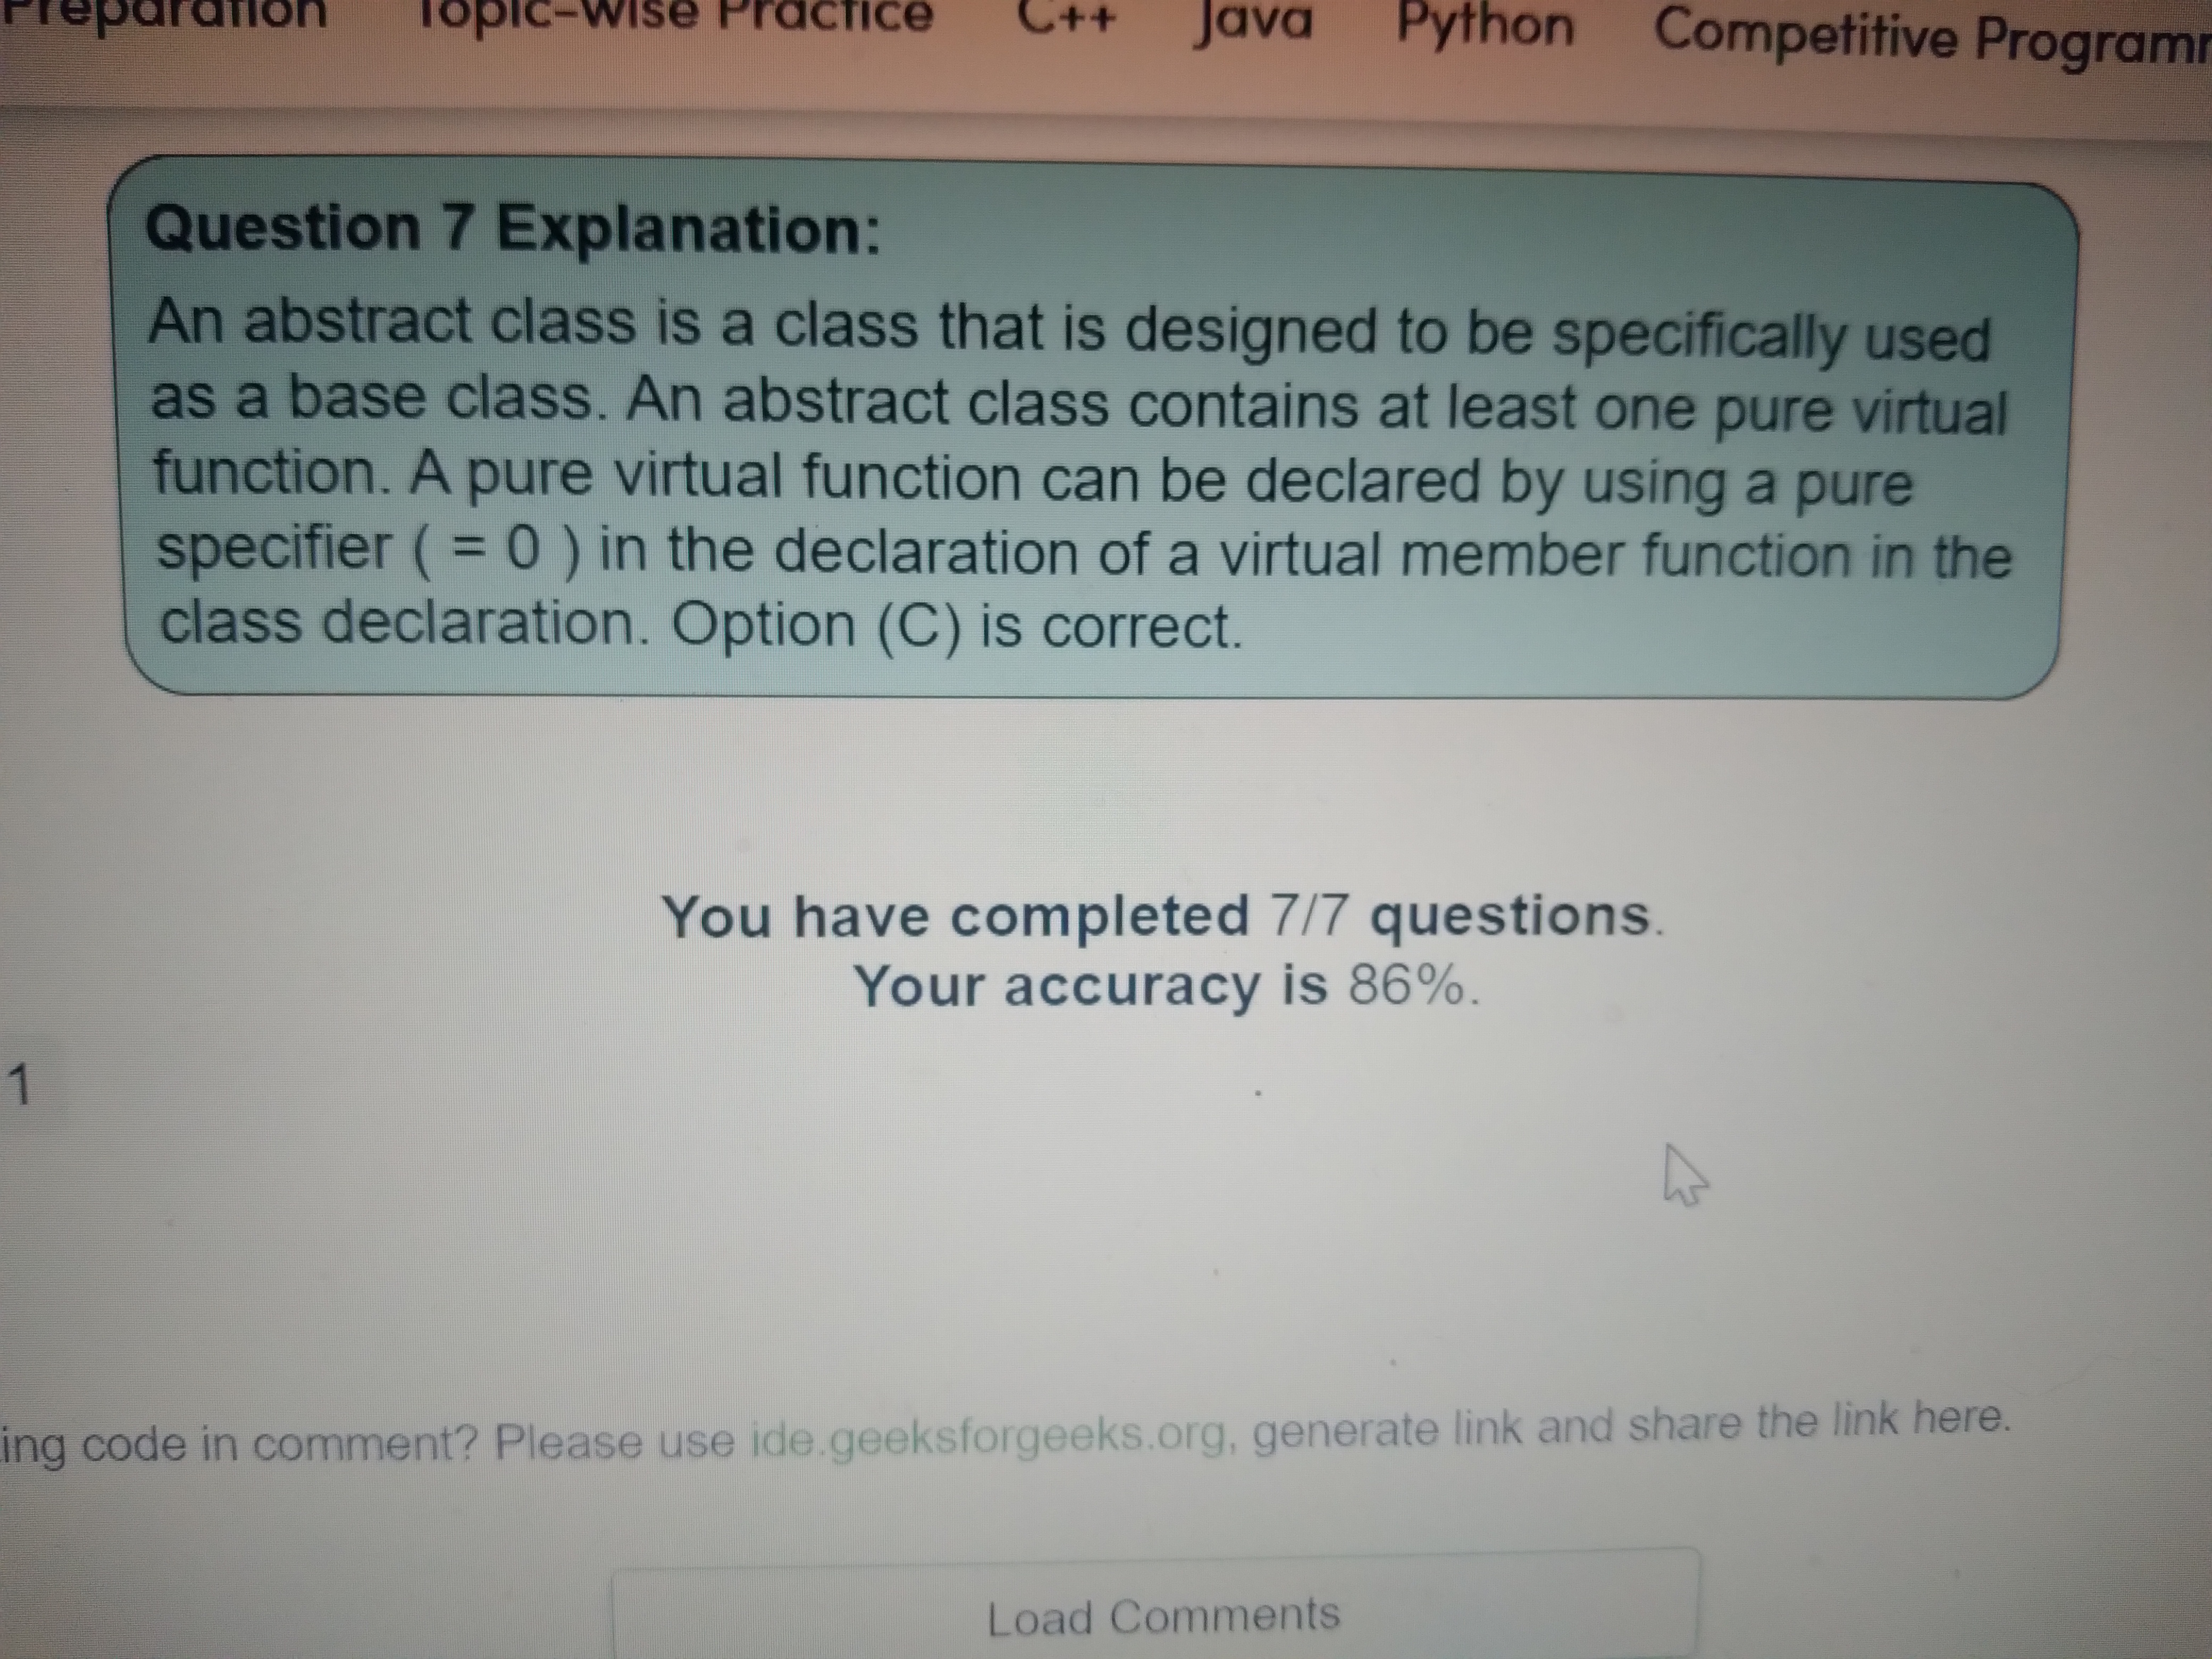 Preparation Topic-wise Practice C++ Java Python Competitive
Question 7 Explanation:
An abstract class is a class that is designed to be specifically used
as a base class. An abstract class contains at least one pure virtual
function. A pure virtual function can be declared by using a pure
specifier ( = 0 ) in the declaration of a virtual member function in the
class declaration. Option (C) is correct.
You have completed 7/7 questions.
Your accuracy is 86%.
1
ing code in comment? Please use ide.geeksforgeeks.org, generate link and share the link here.
Load Comments